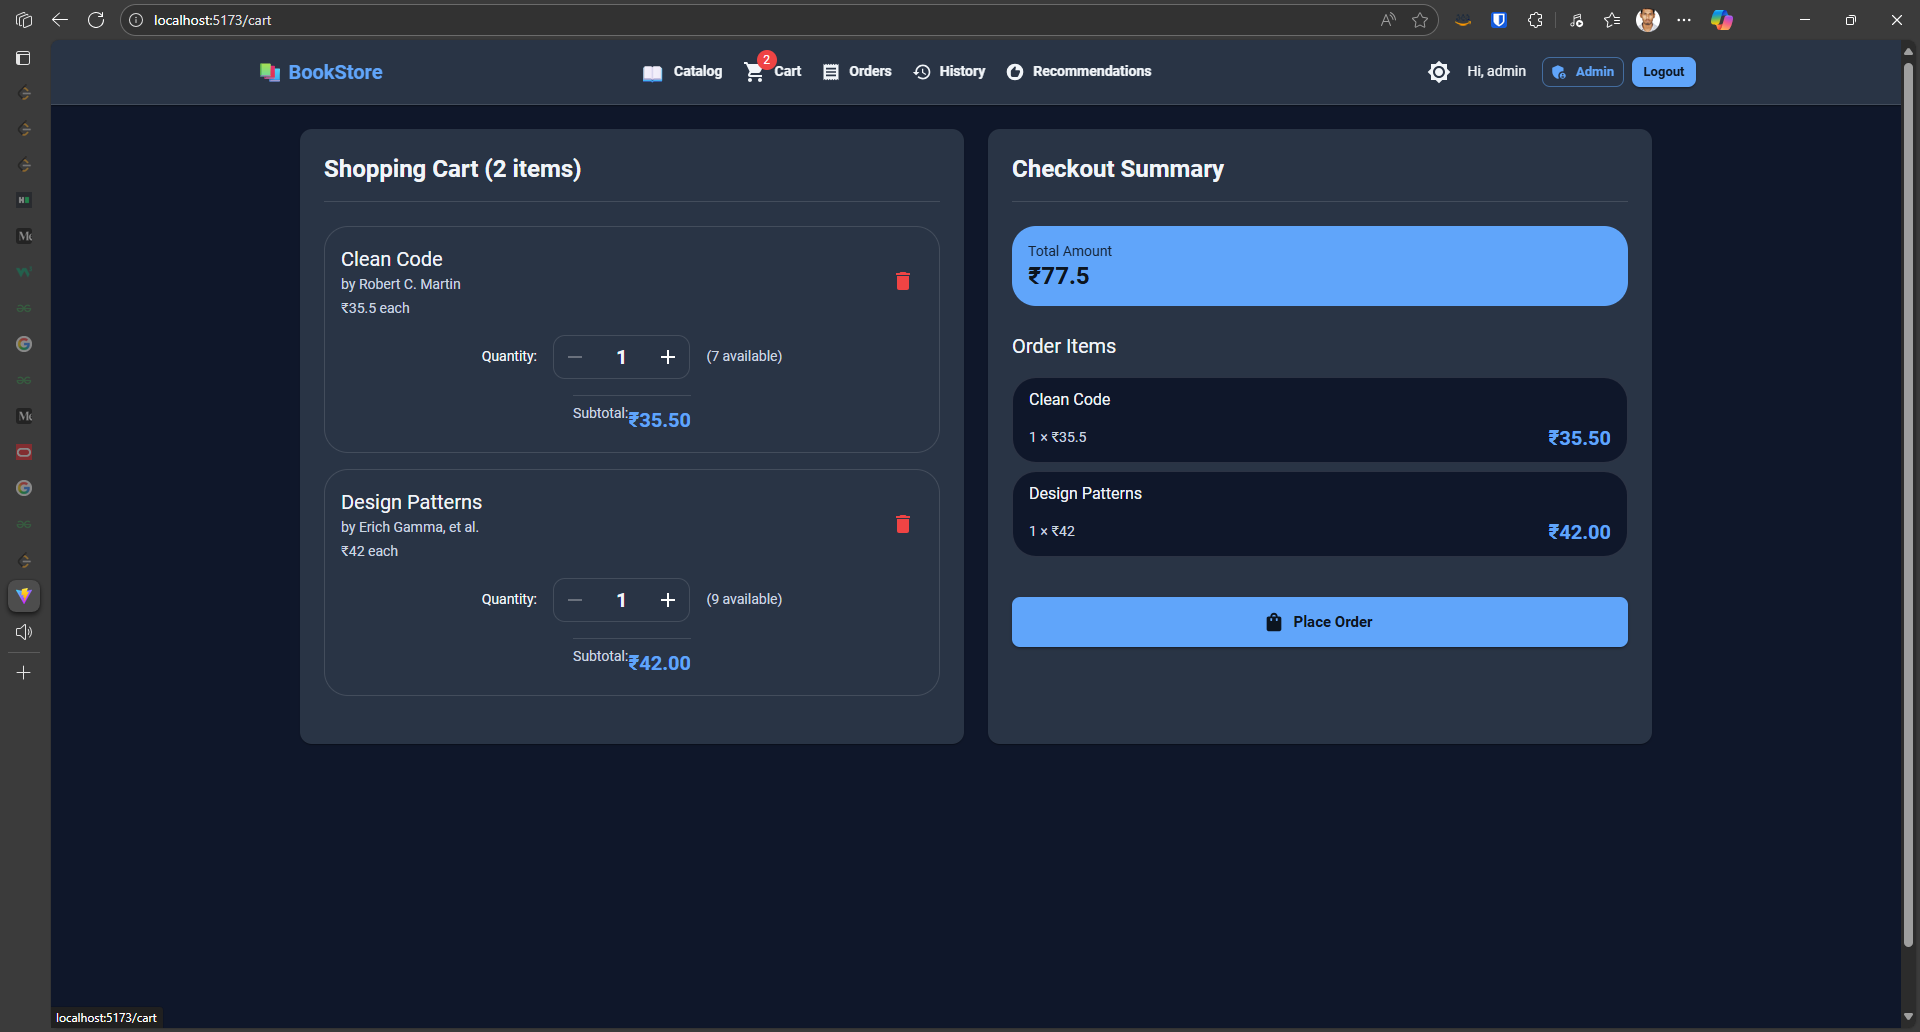 localhost:5173/cart
BookStore
Catalog
2
Cart
Orders
History
Recommendations
Hi, admin
Admin
Logout
Shopping Cart (2 items)
Clean Code
by Robert C. Martin
₹35.5 each
Quantity: 1 (7 available)
Subtotal: ₹35.50
Design Patterns
by Erich Gamma, et al.
₹42 each
Quantity: 1 (9 available)
Subtotal: ₹42.00
Checkout Summary
Total Amount
₹77.5
Order Items
Clean Code
1 × ₹35.5 ₹35.50
Design Patterns
1 × ₹42 ₹42.00
Place Order
localhost:5173/cart